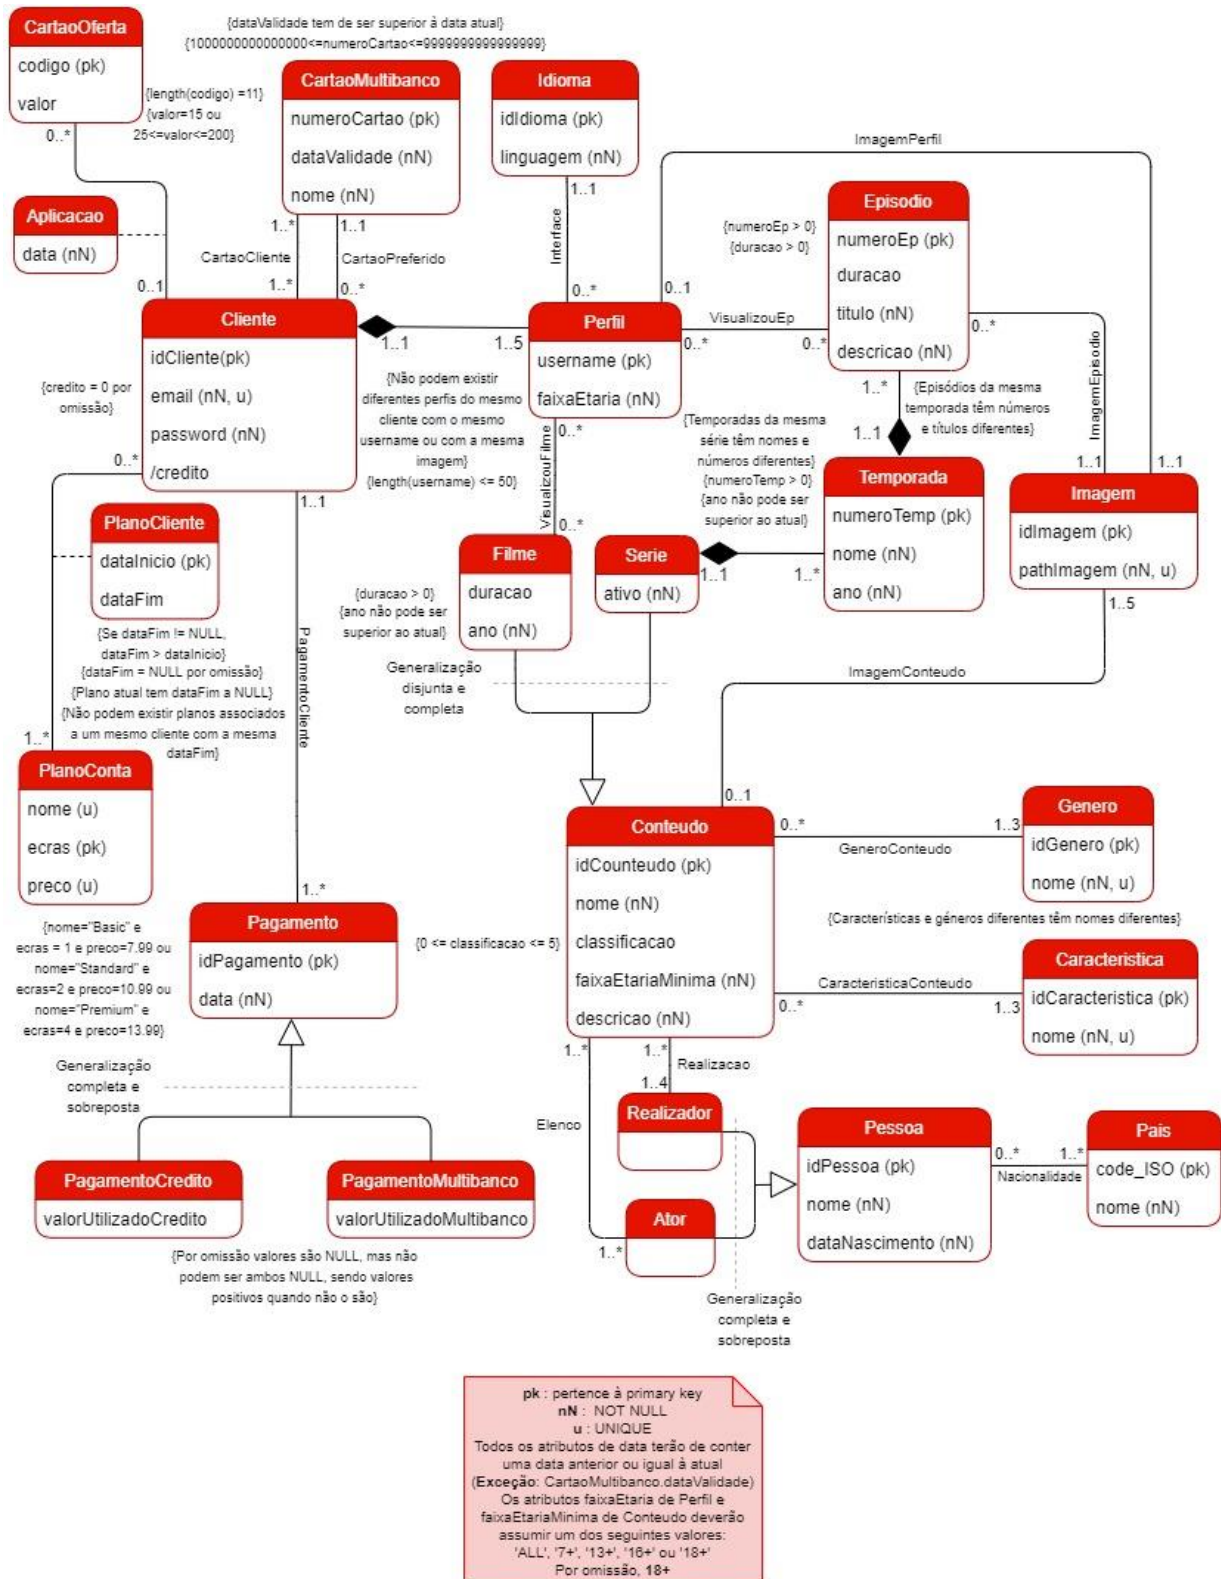 CartaoOferta
codigo (pk)
valor
{length(codigo) =11}
{valor=15 ou
25<=valor<=200}
0..*
{dataValidade tem de ser superior à data atual}
{1000000000000000<=numeroCartao<=9999999999999999}
CartaoMultibanco
numeroCartao (pk)
dataValidade (nN)
nome (nN)
1..*
1..1
CartaoCliente
CartaoPreferido
1..*
0..*
Idioma
idIdioma (pk)
linguagem (nN)
1..1
Interface
0..*
ImagemPerfil
0..1
1..1
Aplicacao
data (nN)
0..1
Episodio
numeroEp (pk)
duracao
titulo (nN)
descricao (nN)
{numeroEp > 0}
{duracao > 0}
Cliente
idCliente(pk)
email (nN, u)
password (nN)
/credito
{credito = 0 por
omissão}
1..1
1..5
Perfil
username (pk)
faixaEtaria (nN)
{Não podem existir
diferentes perfis do mesmo
cliente com o mesmo
username ou com a mesma
imagem}
{length(username) <= 50}
VisualizouEp
0..*
0..*
0..*
ImagemEpisodio
1..1
1..*
{Episódios da mesma
temporada têm números
e títulos diferentes}
1..1
{Temporadas da mesma
série têm nomes e
números diferentes}
{numeroTemp > 0}
{ano não pode ser
superior ao atual}
Temporada
numeroTemp (pk)
nome (nN)
ano (nN)
Imagem
idImagem (pk)
pathImagem (nN, u)
1..5
0..*
VisualizouFilme
0..*
0..*
1..1
PlanoCliente
dataInicio (pk)
dataFim
{Se dataFim != NULL,
dataFim > dataInicio}
{dataFim = NULL por omissão}
{Plano atual tem dataFim a NULL}
{Não podem existir planos associados
a um mesmo cliente com a mesma
dataFim}
PagamentoCliente
Filme
duracao
ano (nN)
{duracao > 0}
{ano não pode ser
superior ao atual}
Serie
ativo (nN)
1..1
1..*
Generalização
disjunta e
completa
ImagemConteudo
1..*
PlanoConta
nome (u)
ecras (pk)
preco (u)
{nome="Basic" e
ecras = 1 e preco=7.99 ou
nome="Standard" e
ecras=2 e preco=10.99 ou
nome="Premium" e
ecras=4 e preco=13.99}
0..1
Conteudo
idCounteudo (pk)
nome (nN)
classificacao
faixaEtariaMinima (nN)
descricao (nN)
{0 <= classificacao <= 5}
0..*
1..3
GeneroConteudo
Genero
idGenero (pk)
nome (nN, u)
{Características e géneros diferentes têm nomes diferentes}
CaracteristicaConteudo
0..*
1..3
Caracteristica
idCaracteristica (pk)
nome (nN, u)
1..*
Pagamento
idPagamento (pk)
data (nN)
Generalização
completa e
sobreposta
PagamentoCredito
valorUtilizadoCredito
PagamentoMultibanco
valorUtilizadoMultibanco
{Por omissão valores são NULL, mas não
podem ser ambos NULL, sendo valores
positivos quando não o são}
1..*
1..*
Realizacao
1..4
Elenco
Realizador
Ator
1..*
Pessoa
idPessoa (pk)
nome (nN)
dataNascimento (nN)
0..*
1..*
Nacionalidade
Pais
code_ISO (pk)
nome (nN)
Generalização
completa e
sobreposta
pk : pertence à primary key
nN : NOT NULL
u : UNIQUE
Todos os atributos de data terão de conter
uma data anterior ou igual à atual
(Exceção: CartaoMultibanco.dataValidade)
Os atributos faixaEtaria de Perfil e
faixaEtariaMinima de Conteudo deverão
assumir um dos seguintes valores:
'ALL', '7+', '13+', '16+' ou '18+'
Por omissão, 18+